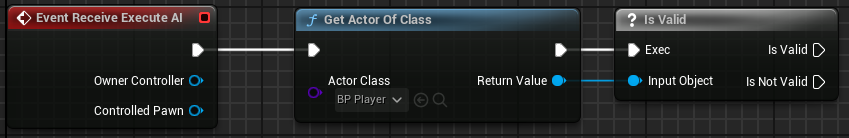 Event Receive Execute AI
Owner Controller
Controlled Pawn
f Get Actor Of Class
Actor Class
BP Player
Return Value
? Is Valid
Exec
Is Valid
Input Object
Is Not Valid